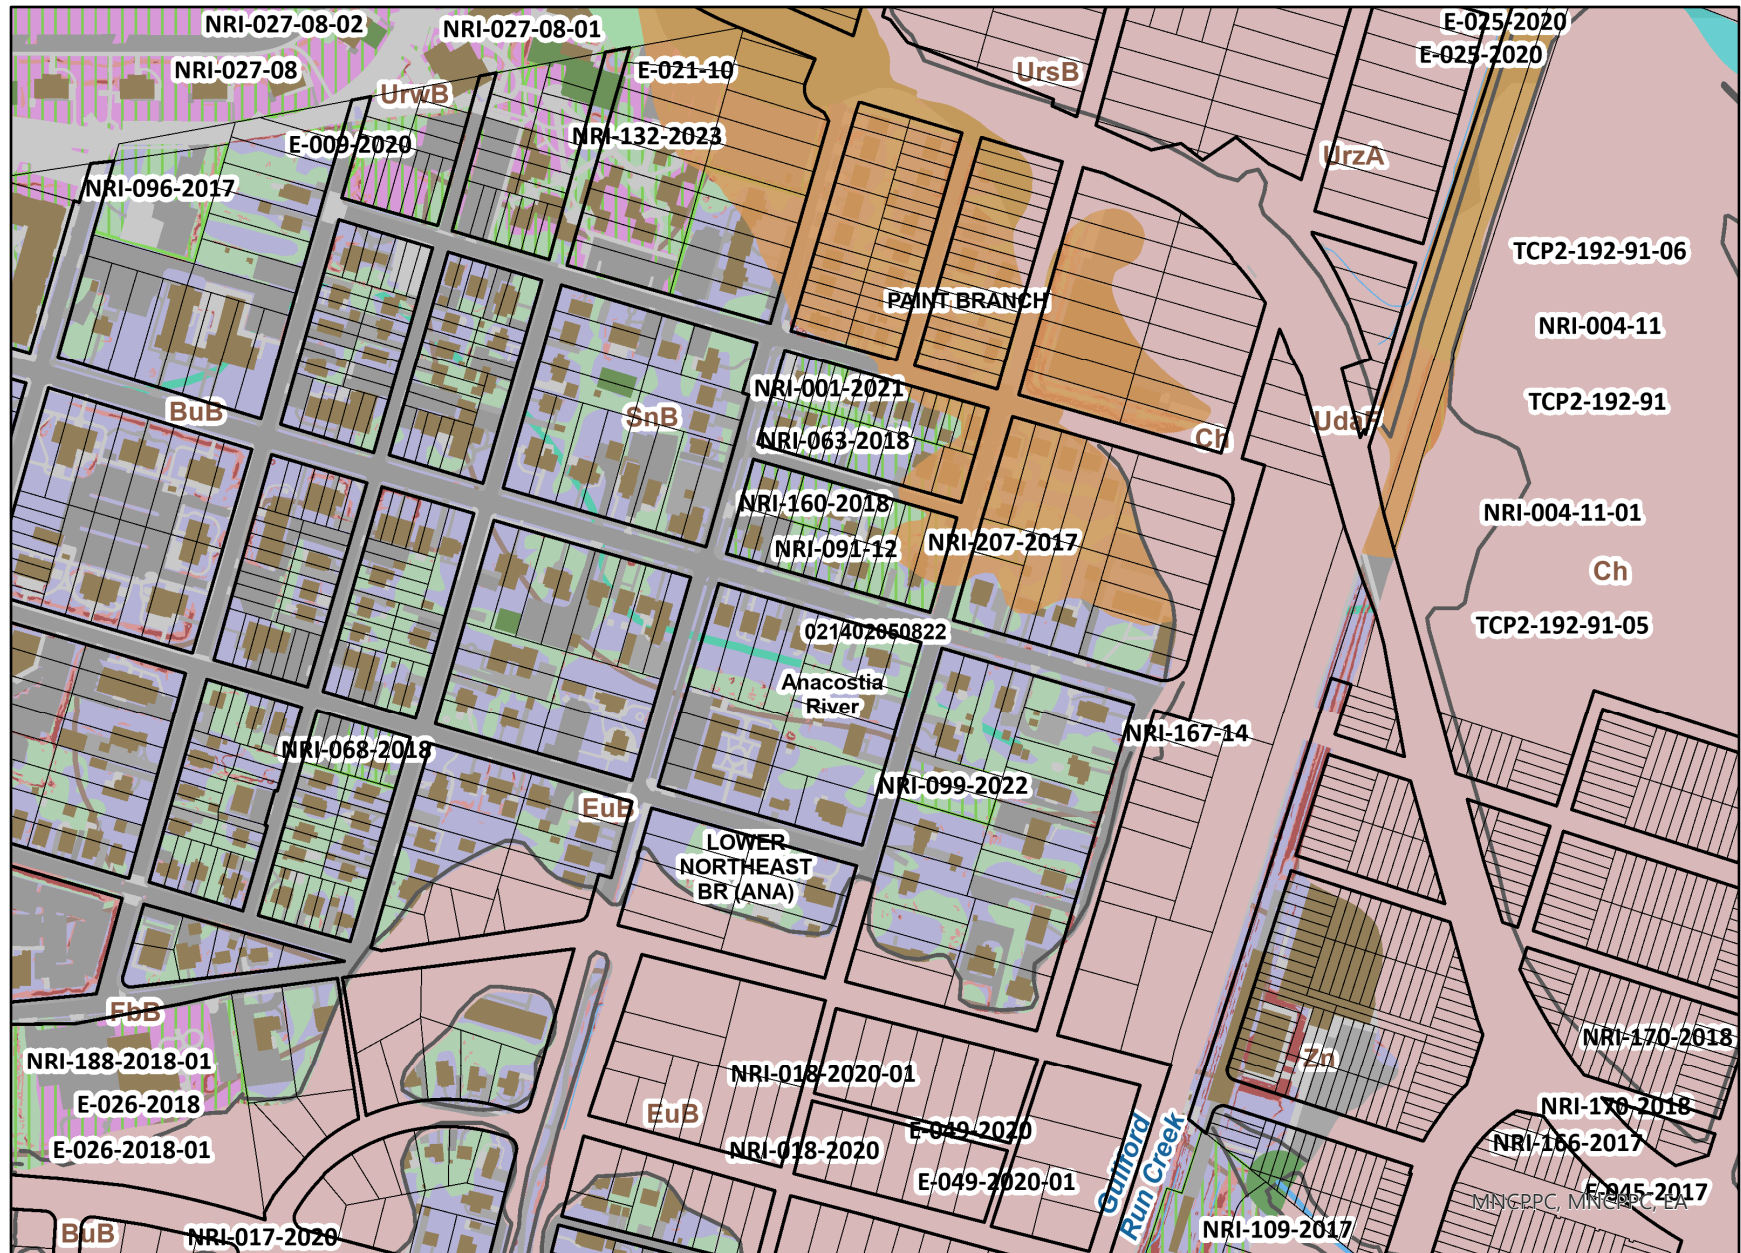 NRI-027-08-02
NRI-027-08-01
E-025-2020
E-025-2020
NRI-027-08
E-021-10
UrsB
UrwB
NRI-132-2023
E-009-2020
UrzA
NRI-096-2017
TCP2-192-91-06
PAINT BRANCH
NRI-004-11
NRI-001-2021
TCP2-192-91
BuB
SnB
UdaF
NRI-063-2018
Ch
NRI-160-2018
NRI-004-11-01
NRI-091-12
NRI-207-2017
Ch
021402050822
TCP2-192-91-05
Anacostia
River
NRI-167-14
NRI-068-2018
NRI-099-2022
EuB
LOWER
NORTHEAST
BR (ANA)
FbB
NRI-170-2018
NRI-188-2018-01
Zn
NRI-018-2020-01
E-026-2018
EuB
NRI-170-2018
E-049-2020
NRI-166-2017
E-026-2018-01
NRI-018-2020
Guilford
Run Creek
E-049-2020-01
E-045-2017
MNCPPC, MNCPPC, EA
BuB
NRI-017-2020
NRI-109-2017